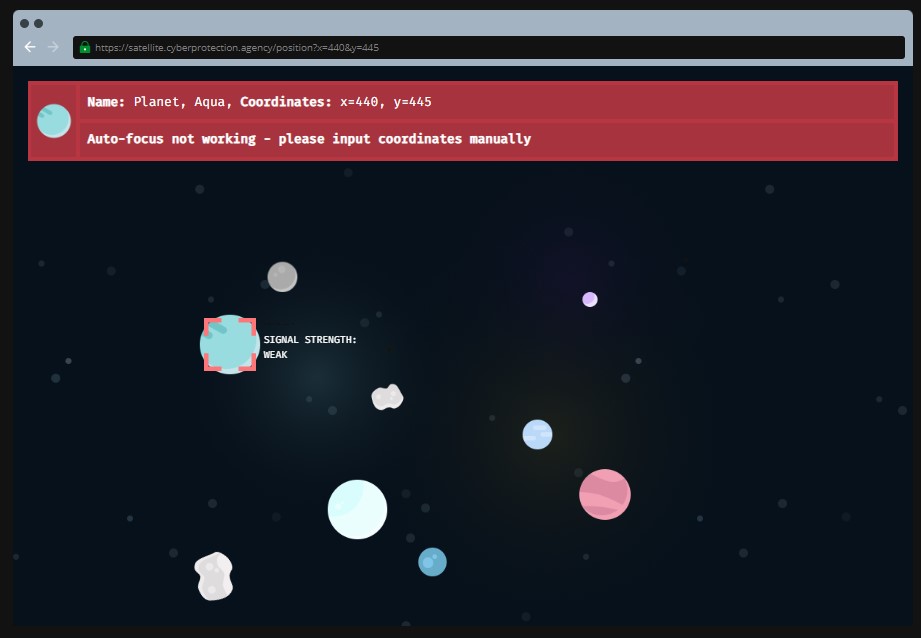 https://satellite.cyberprotection.agency/position?x=440&y=445
Name: Planet, Aqua, Coordinates: x=440, y=445
Auto-focus not working - please input coordinates manually
SIGNAL STRENGTH:
WEAK